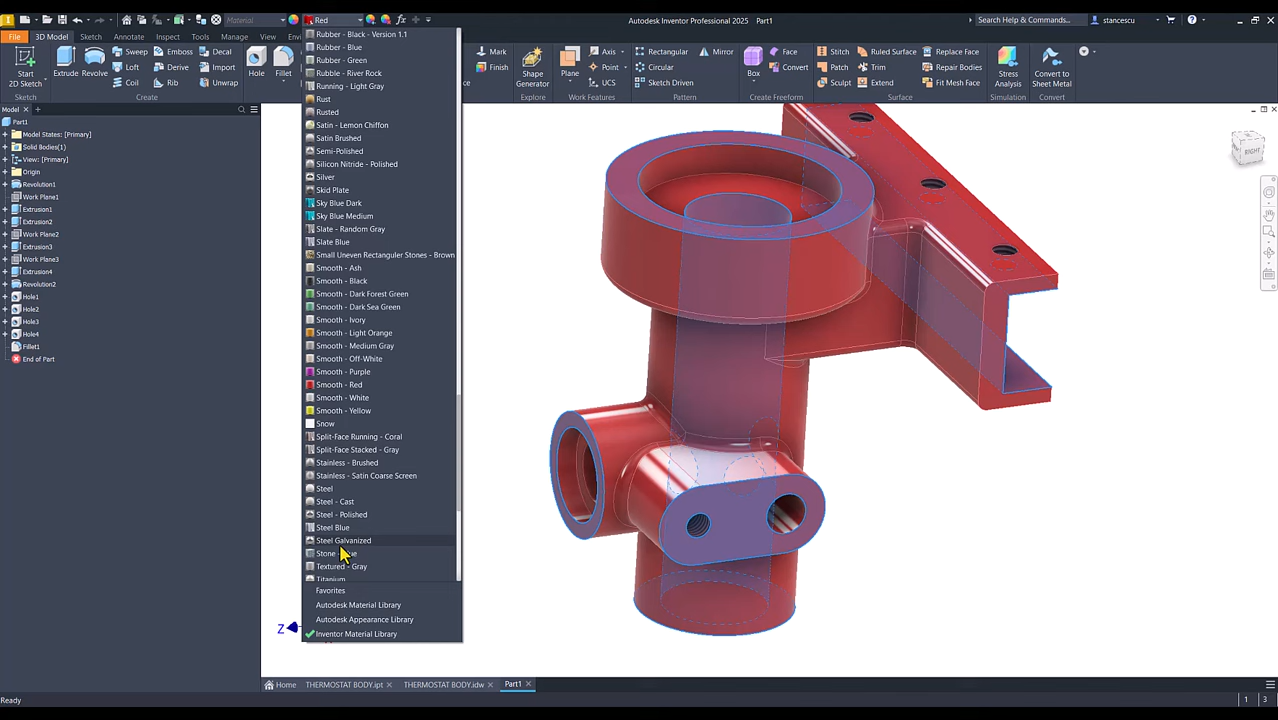 Material
Red
fx
Autodesk Inventor Professional 2025 Part1
Search Help & Commands...
stancescu
File
3D Model
Sketch
Annotate
Inspect
Tools
Manage
View
Start
2D Sketch
Extrude
Revolve
Sweep
Loft
Coil
Emboss
Derive
Rib
Decal
Import
Unwrap
Hole
Fillet
Mark
Finish
Shape
Generator
Plane
Axis
Point
UCS
Rectangular
Circular
Sketch Driven
Mirror
Box
Face
Convert
Stitch
Patch
Sculpt
Ruled Surface
Trim
Extend
Replace Face
Repair Bodies
Fit Mesh Face
Stress
Analysis
Convert to
Sheet Metal
Sketch
Create
Explore
Work Features
Pattern
Create Freeform
Surface
Simulation
Convert
Model
Part1
Model States: [Primary]
Solid Bodies(1)
View: [Primary]
Origin
Revolution1
Work Plane1
Extrusion1
Extrusion2
Work Plane2
Extrusion3
Work Plane3
Extrusion4
Revolution2
Hole1
Hole2
Hole3
Hole4
Fillet1
End of Part
Rubber - Black - Version 1.1
Rubber - Blue
Rubber - Green
Rubble - River Rock
Running - Light Gray
Rust
Rusted
Satin - Lemon Chiffon
Satin Brushed
Semi-Polished
Silicon Nitride - Polished
Silver
Skid Plate
Sky Blue Dark
Sky Blue Medium
Slate - Random Gray
Slate Blue
Small Uneven Rectanguler Stones - Brown
Smooth - Ash
Smooth - Black
Smooth - Dark Forest Green
Smooth - Dark Sea Green
Smooth - Ivory
Smooth - Light Orange
Smooth - Medium Gray
Smooth - Off-White
Smooth - Purple
Smooth - Red
Smooth - White
Smooth - Yellow
Snow
Split-Face Running - Coral
Split-Face Stacked - Gray
Stainless - Brushed
Stainless - Satin Coarse Screen
Steel
Steel - Cast
Steel - Polished
Steel Blue
Steel Galvanized
Textured - Gray
Titanium
Favorites
Autodesk Material Library
Autodesk Appearance Library
Inventor Material Library
RIGHT
Z
Home
THERMOSTAT BODY.ipt
THERMOSTAT BODY.idw
Part1
Ready
1
3